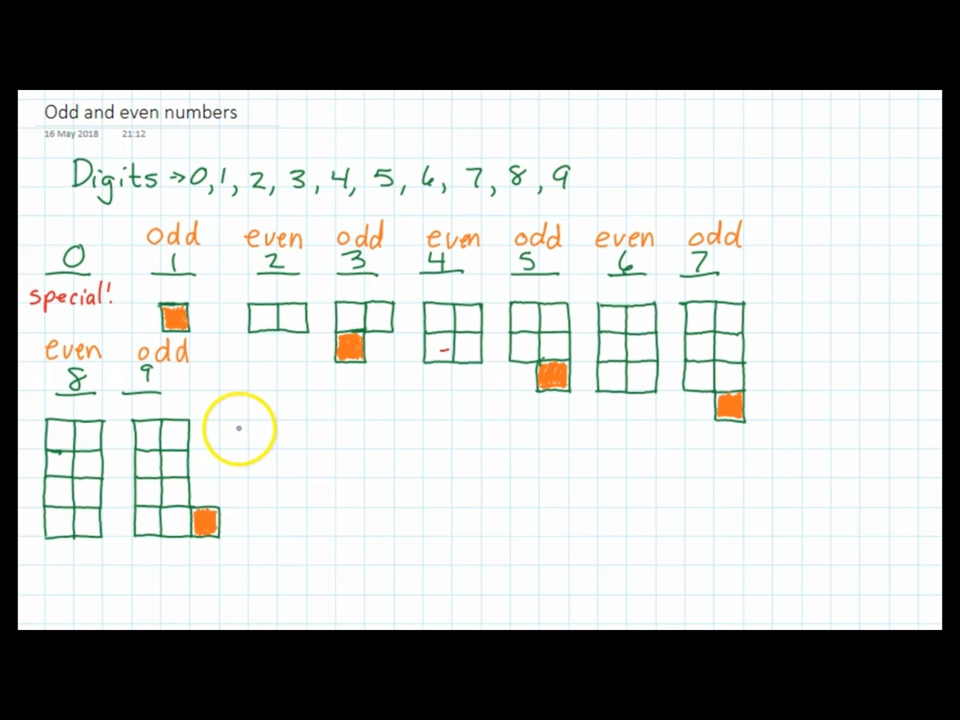 Odd and even numbers
16 May 2018 21:12
Digits → 0, 1, 2, 3, 4, 5, 6, 7, 8, 9
odd even odd even odd even odd
0 1 2 3 4 5 6 7
special!
even odd
8 9